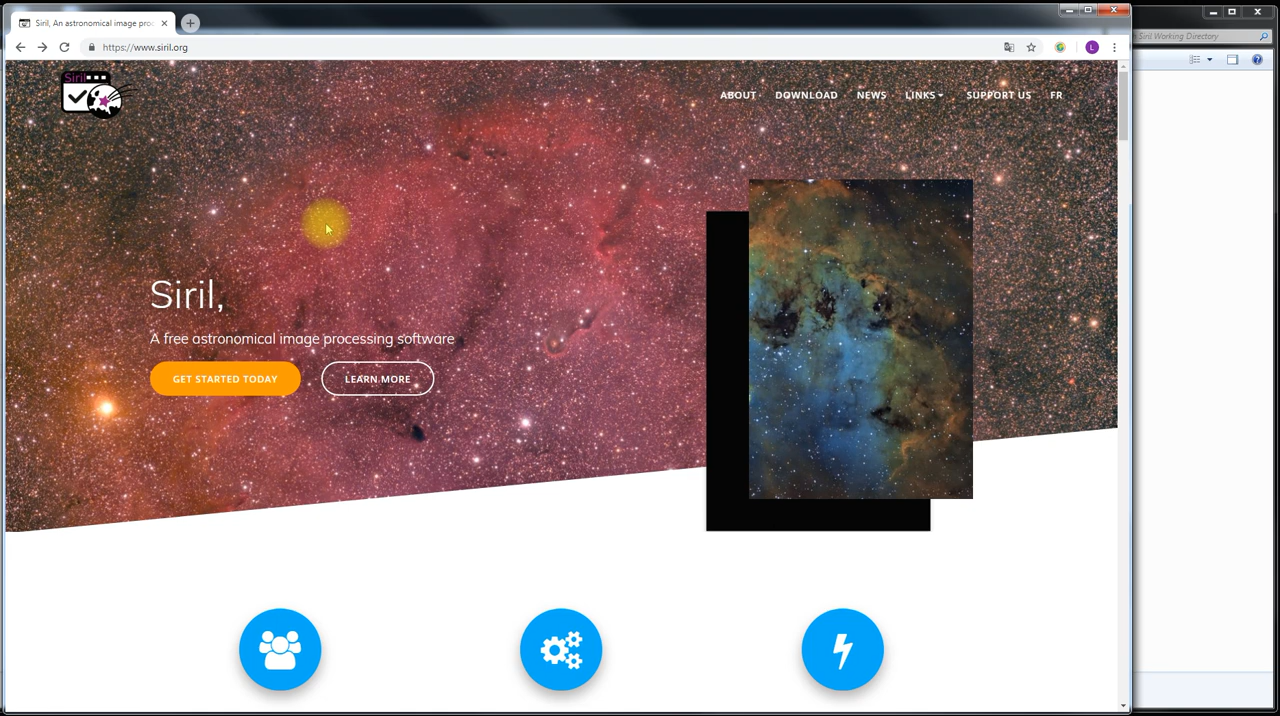 Siril, An astronomical image proc
https://www.siril.org
Siril Working Directory
Siril
ABOUT DOWNLOAD NEWS LINKS SUPPORT US FR
Siril,
A free astronomical image processing software
GET STARTED TODAY LEARN MORE
L